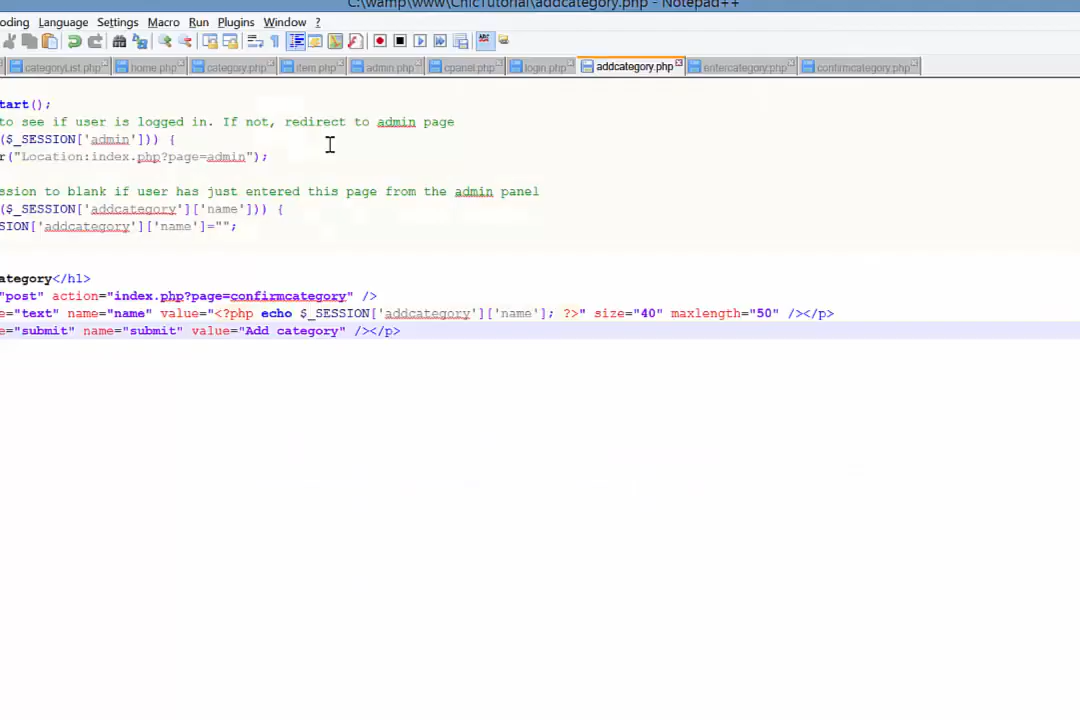 C:\wamp\www\ChicTutorial\addcategory.php - Notepad++
oding Language Settings Macro Run Plugins Window ?
categoryList.php home.php category.php item.php admin.php cpanel.php login.php addcategory.php entercategory.php confirmcategory.php
tart();
to see if user is logged in. If not, redirect to admin page
($_SESSION['admin'])) {
r("Location:index.php?page=admin");
ssion to blank if user has just entered this page from the admin panel
($_SESSION['addcategory']['name'])) {
SION['addcategory']['name']="";
ategory</h1>
"post" action="index.php?page=confirmcategory" />
e="text" name="name" value="<?php echo $_SESSION['addcategory']['name']; ?>" size="40" maxlength="50" /></p>
e="submit" name="submit" value="Add category" /></p>